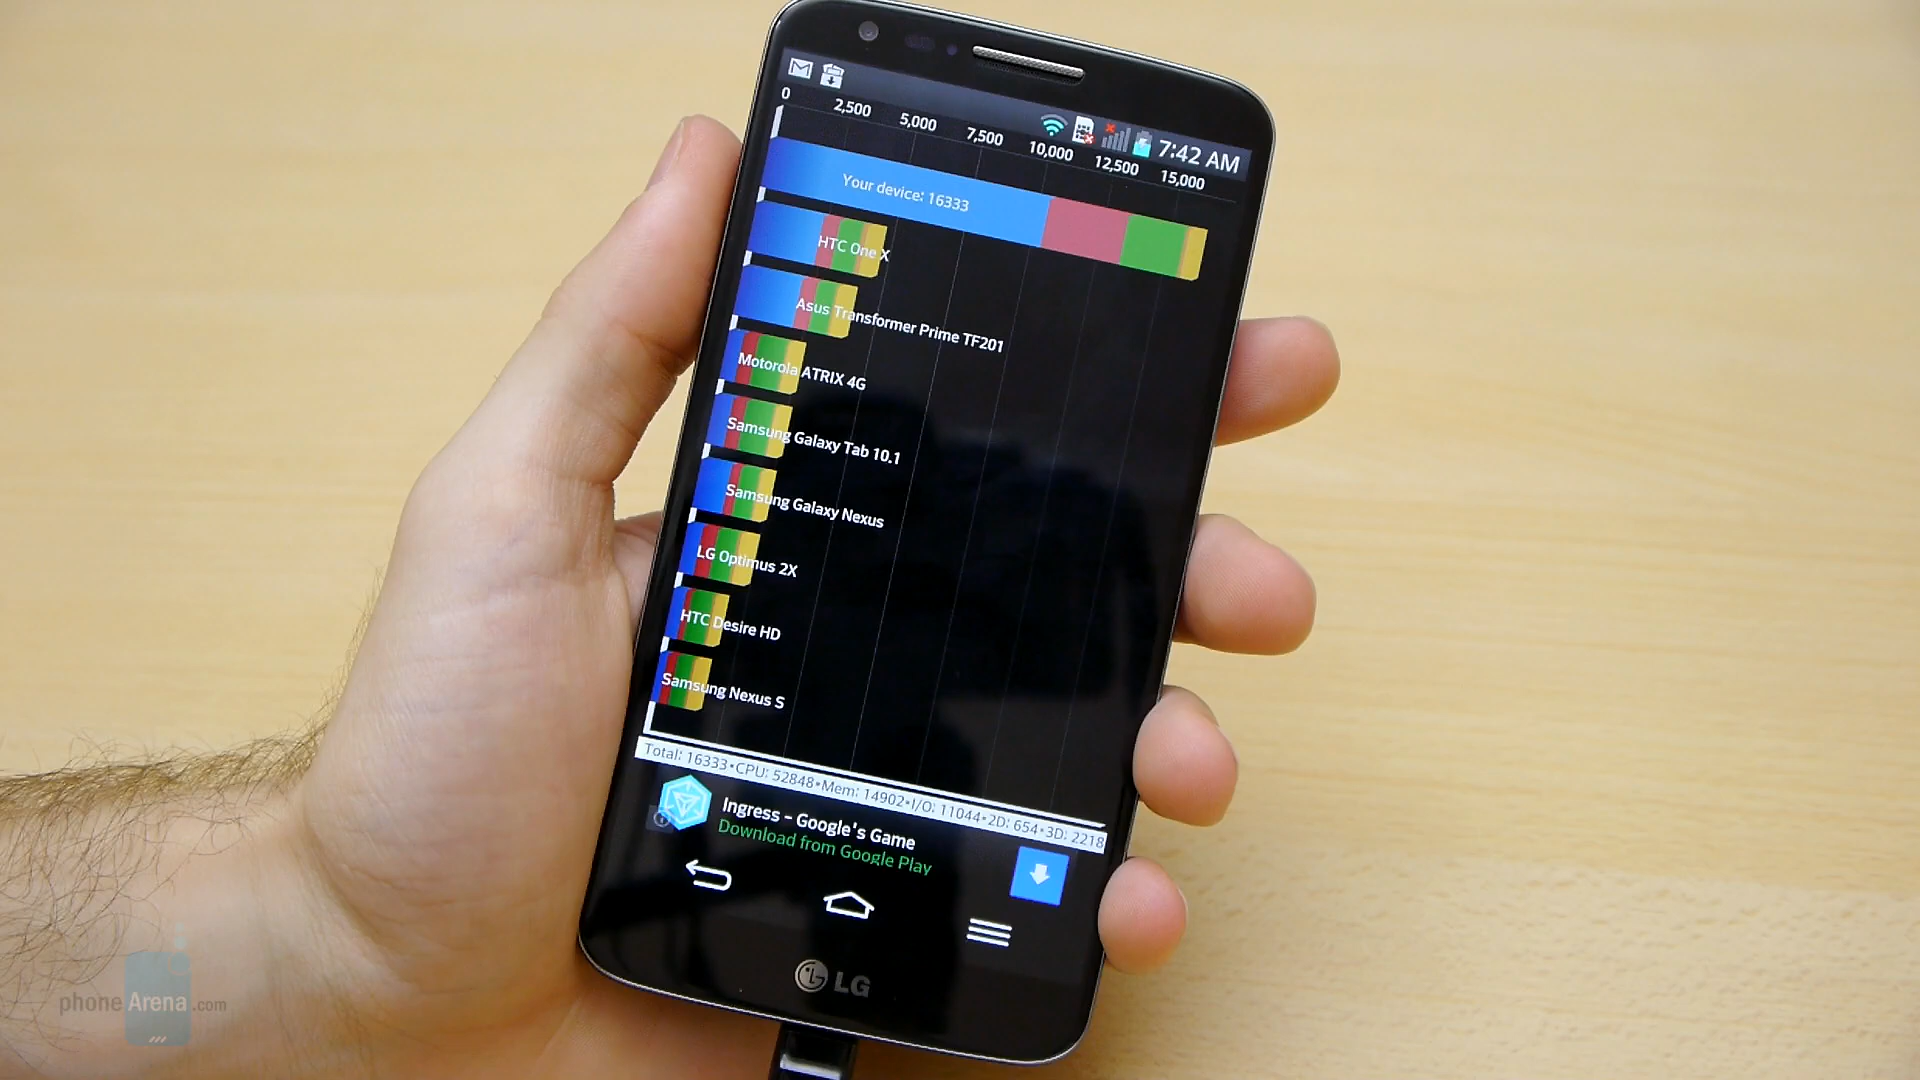 7:42 AM
0 2,500 5,000 7,500 10,000 12,500 15,000
Your device: 16333
HTC One X
Asus Transformer Prime TF201
Motorola ATRIX 4G
Samsung Galaxy Tab 10.1
Samsung Galaxy Nexus
LG Optimus 2X
HTC Desire HD
Samsung Nexus S
Total: 16333•CPU: 52848•Mem: 14902•I/O: 11044•2D: 654•3D: 2218
Ingress - Google's Game
Download from Google Play
LG
phoneArena.com